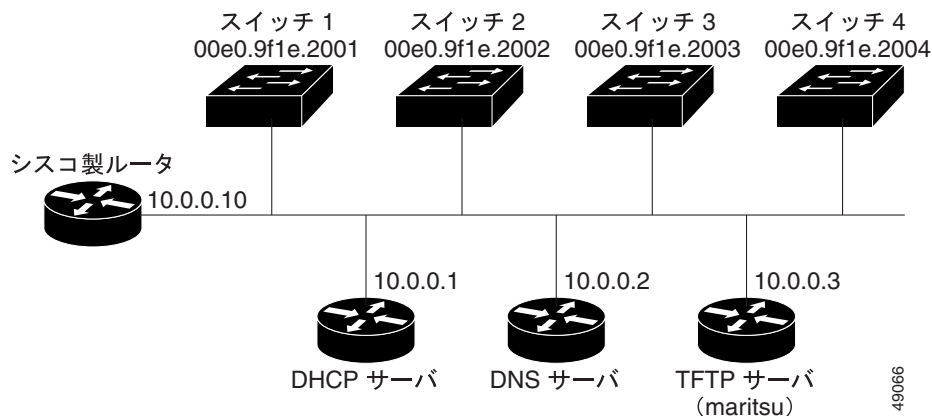 スイッチ 1
00e0.9f1e.2001
スイッチ 2
00e0.9f1e.2002
スイッチ 3
00e0.9f1e.2003
スイッチ 4
00e0.9f1e.2004
シスコ製ルータ
10.0.0.10
10.0.0.1
10.0.0.2
10.0.0.3
DHCP サーバ
DNS サーバ
TFTP サーバ
（maritsu）
49066